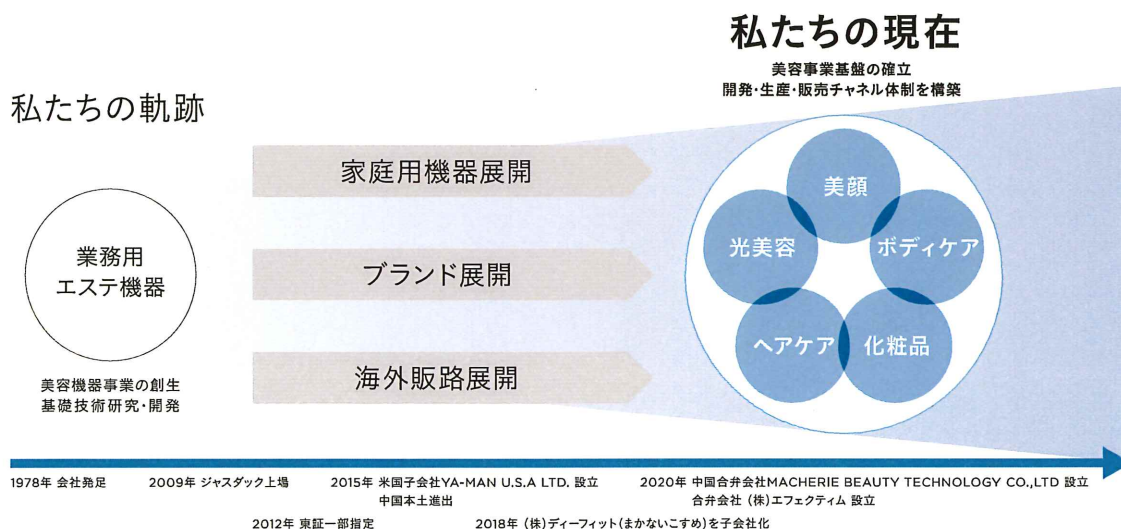 私たちの軌跡
業務用
エステ機器
美容機器事業の創生
基礎技術研究・開発
家庭用機器展開
ブランド展開
海外販路展開
私たちの現在
美容事業基盤の確立
開発・生産・販売チャネル体制を構築
美顔
光美容
ボディケア
ヘアケア
化粧品
1978年 会社発足
2009年 ジャスダック上場
2012年 東証一部指定
2015年 米国子会社YA-MAN U.S.A LTD. 設立
中国本土進出
2018年 (株)ディーフィット(まかないこすめ)を子会社化
2020年 中国合弁会社MACHERIE BEAUTY TECHNOLOGY CO.,LTD 設立
合弁会社 (株)エフェクティム 設立